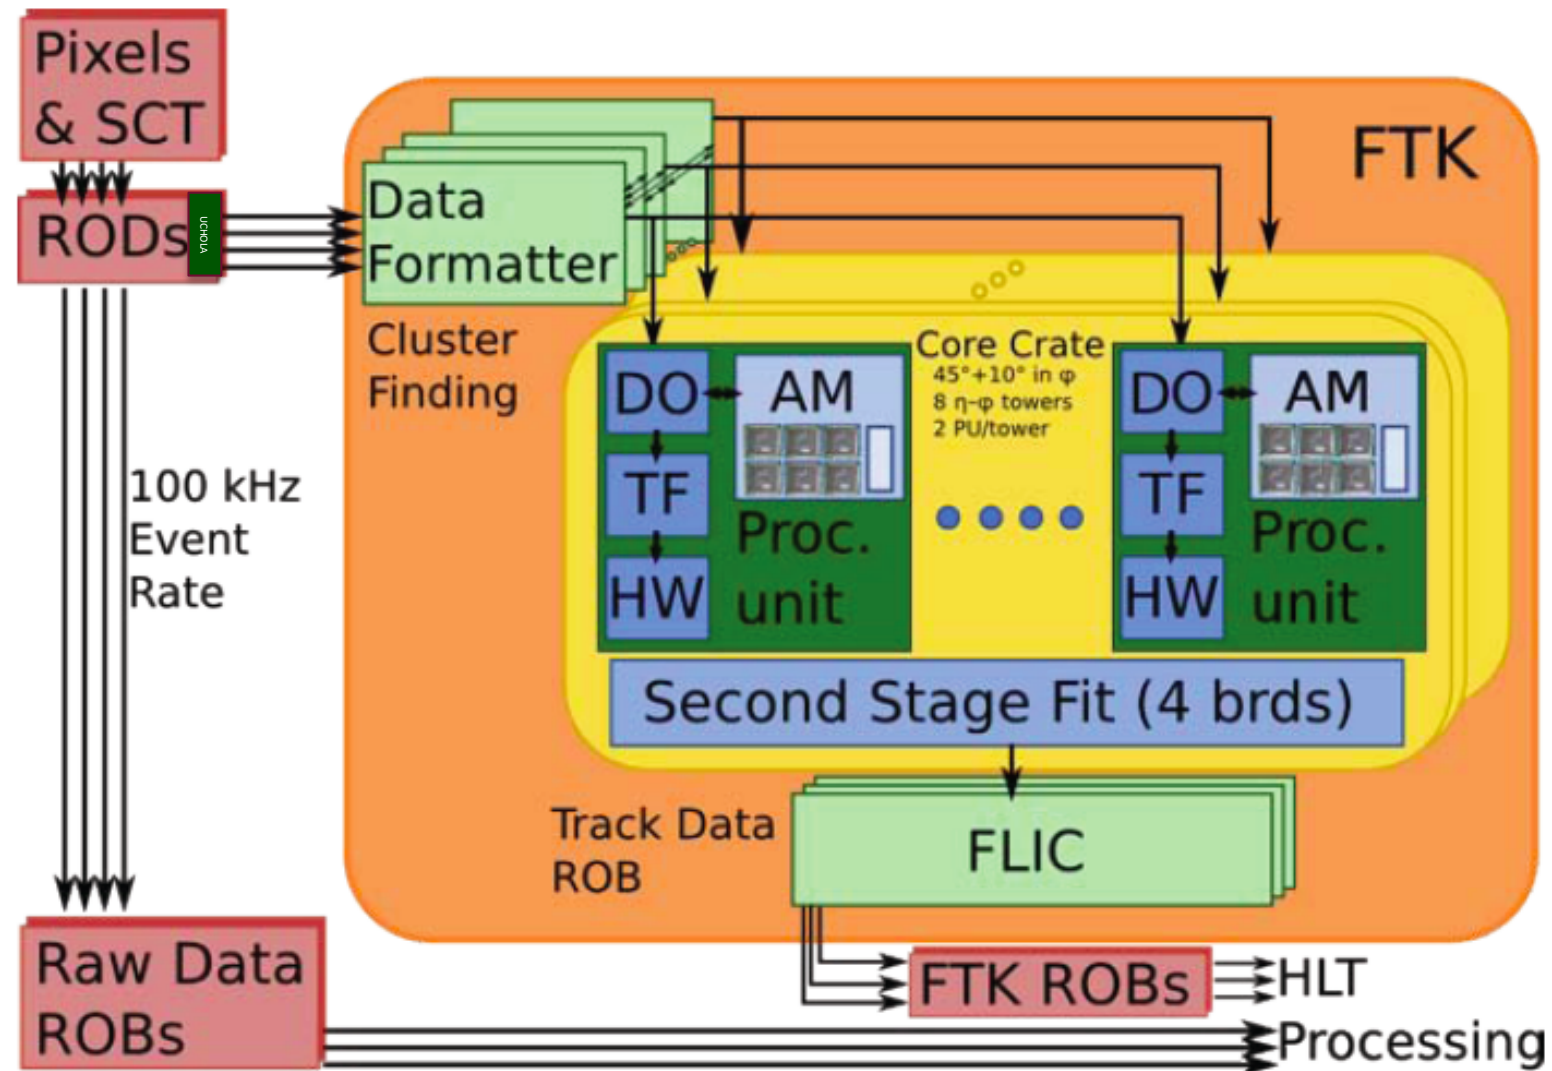 Pixels
& SCT
RODs
UCHOLA
Data
Formatter
FTK
Cluster
Finding
Core Crate
45°+10° in φ
8 η–φ towers
2 PU/tower
DO
AM
TF
HW
Proc.
unit
DO
AM
TF
HW
Proc.
unit
100 kHz
Event
Rate
Second Stage Fit (4 brds)
Track Data
ROB
FLIC
Raw Data
ROBs
FTK ROBs
HLT
Processing